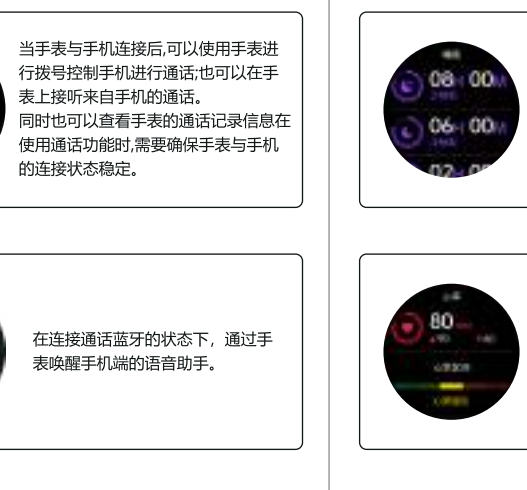 当手表与手机连接后,可以使用手表进
行拨号控制手机进行通话;也可以在手
表上接听来自手机的通话。
同时也可以查看手表的通话记录信息在
使用通话功能时,需要确保手表与手机
的连接状态稳定。
08 00
06 00
在连接通话蓝牙的状态下，通过手
表唤醒手机端的语音助手。
80